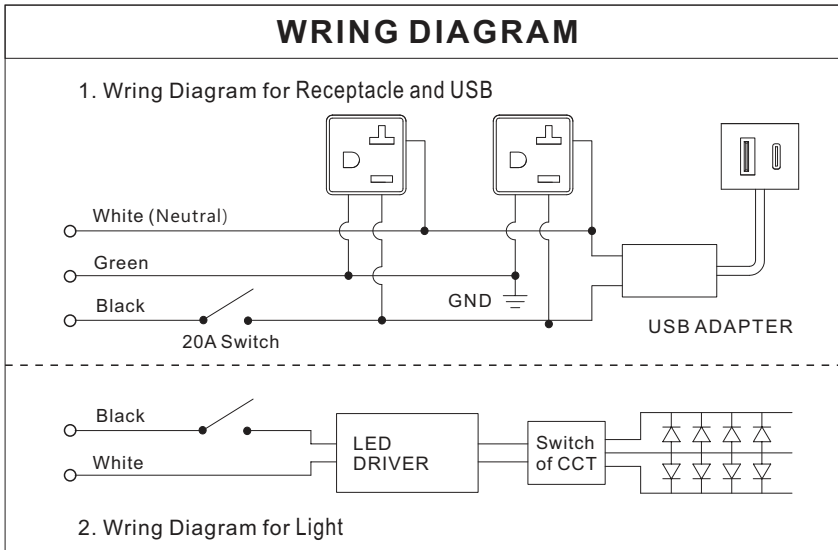 WRING DIAGRAM
1. Wring Diagram for Receptacle and USB
White (Neutral)
Green
Black
GND
20A Switch
USB ADAPTER
Black
White
LED
DRIVER
Switch
of CCT
2. Wring Diagram for Light